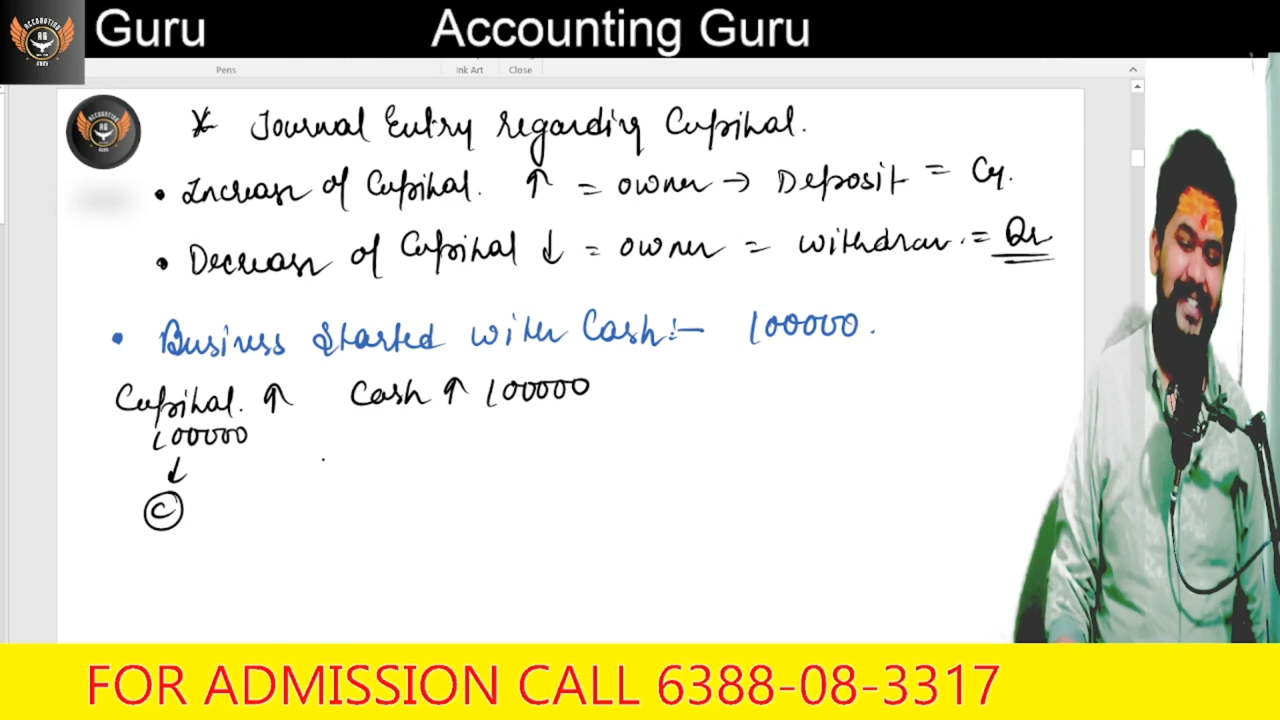 Guru Accounting Guru
Pens Ink Art Close
Journal Entry regarding Capital.
• Increase of Capital. ↑ = owner → Deposit = Cr.
• Decrease of Capital ↓ = owner = withdraw. = Dr
• Business Started with Cash:- 100000.
Capital. ↑ Cash ↑ 100000
100000
↓
C
FOR ADMISSION CALL 6388-08-3317